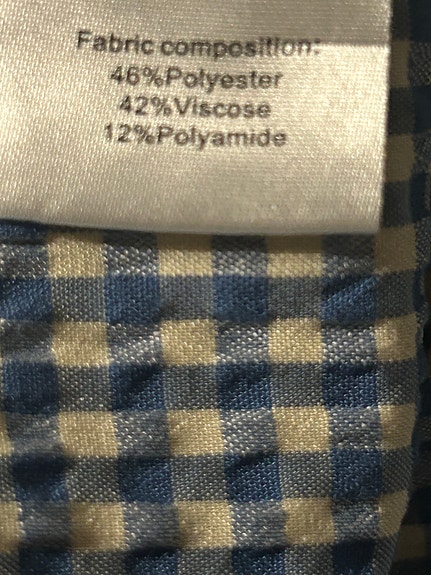 Fabric composition:
46%Polyester
42%Viscose
12%Polyamide